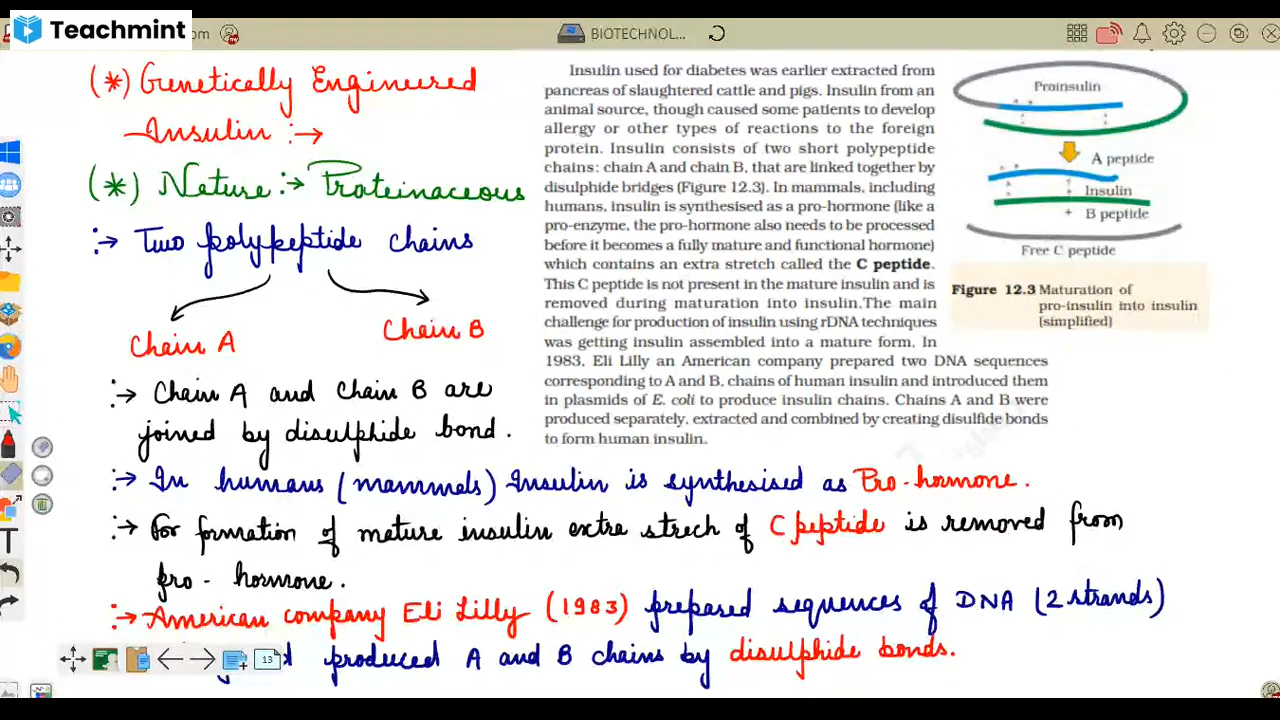 Teachmint
om
BIOTECHNOL...
(*) Genetically Engineered
Insulin :→
(*) Nature :→ Proteinaceous
:→ Two polypeptide chains
Chain A
Chain B
:→ Chain A and Chain B are
joined by disulphide bond.
Insulin used for diabetes was earlier extracted from
pancreas of slaughtered cattle and pigs. Insulin from an
animal source, though caused some patients to develop
allergy or other types of reactions to the foreign
protein. Insulin consists of two short polypeptide
chains: chain A and chain B, that are linked together by
disulphide bridges (Figure 12.3). In mammals, including
humans, insulin is synthesised as a pro-hormone (like a
pro-enzyme, the pro-hormone also needs to be processed
before it becomes a fully mature and functional hormone)
which contains an extra stretch called the C peptide.
This C peptide is not present in the mature insulin and is
removed during maturation into insulin.The main
challenge for production of insulin using rDNA techniques
was getting insulin assembled into a mature form. In
1983, Eli Lilly an American company prepared two DNA sequences
corresponding to A and B, chains of human insulin and introduced them
in plasmids of E. coli to produce insulin chains. Chains A and B were
produced separately, extracted and combined by creating disulfide bonds
to form human insulin.
Proinsulin
A peptide
Insulin
+ B peptide
Free C peptide
Figure 12.3 Maturation of
pro-insulin into insulin
(simplified)
:→ In humans (mammals) Insulin is synthesised as Pro-hormone.
:→ For formation of mature insulin extra strech of C peptide is removed from
pro - hormone.
:→ American company Eli Lilly (1983) prepared sequences of DNA (2 strands)
produced A and B chains by disulphide bonds.
13